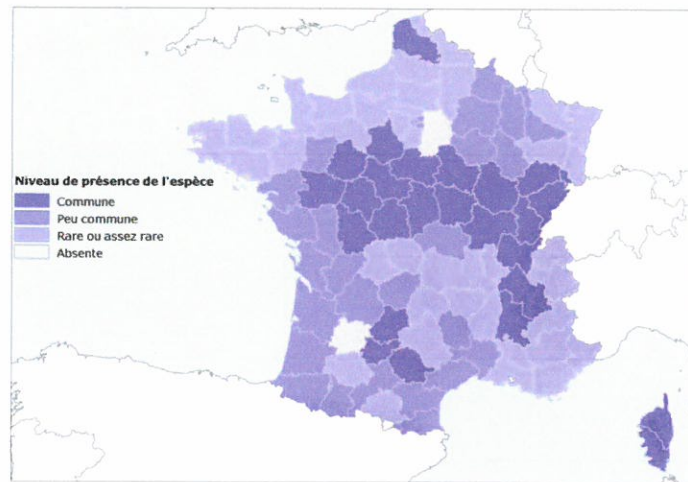 Niveau de présence de l'espèce
Commune
Peu commune
Rare ou assez rare
Absente